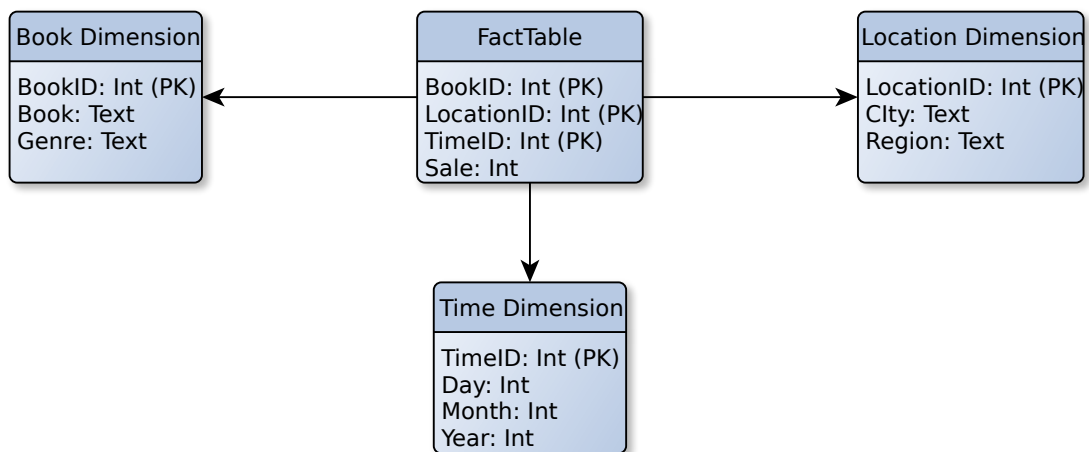 Book Dimension
BookID: Int (PK)
Book: Text
Genre: Text
FactTable
BookID: Int (PK)
LocationID: Int (PK)
TimeID: Int (PK)
Sale: Int
Location Dimension
LocationID: Int (PK)
CIty: Text
Region: Text
Time Dimension
TimeID: Int (PK)
Day: Int
Month: Int
Year: Int